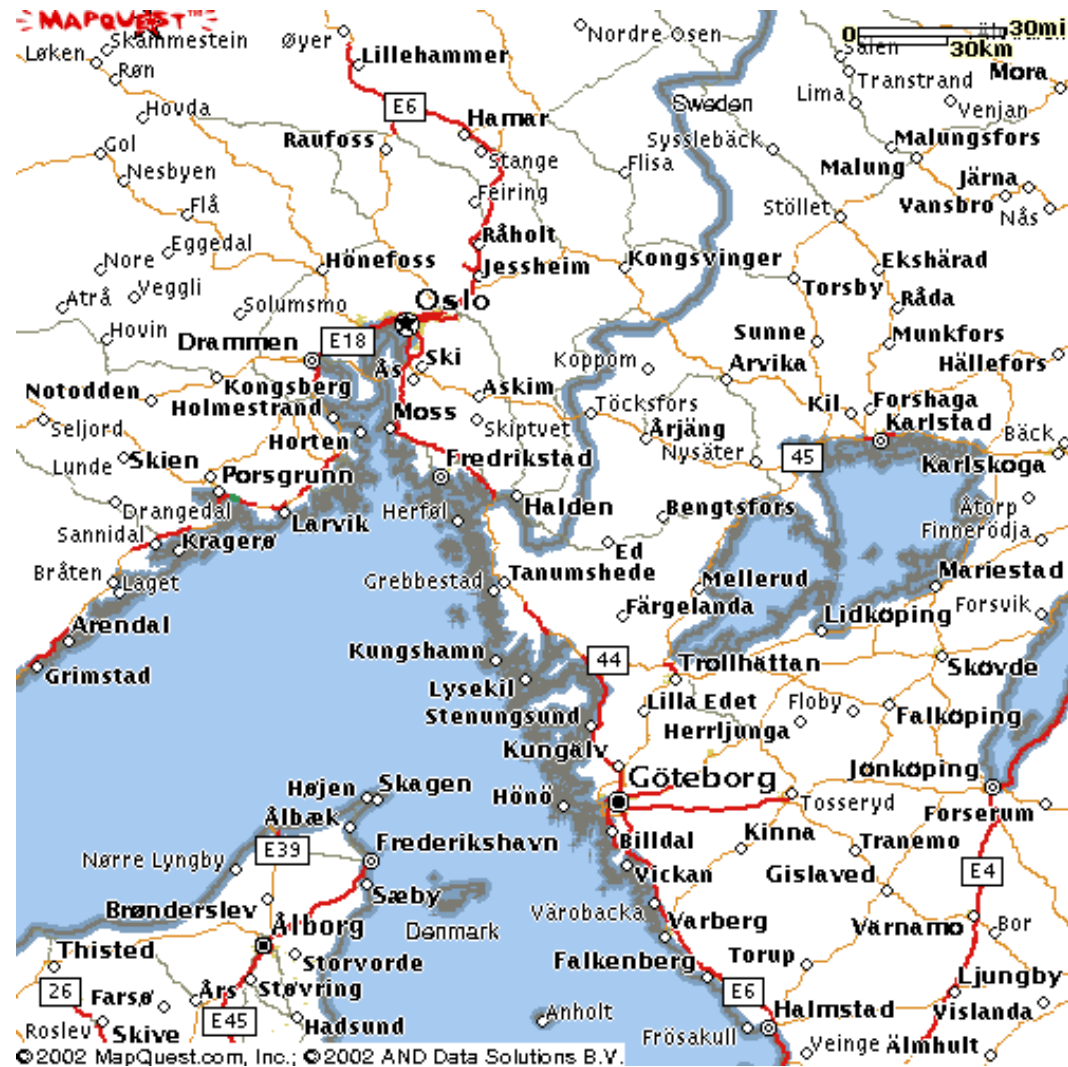 MAPQUEST™
0 30mi
30km
Øyer
Nordre Osen
Skammestein
Løken
Lillehammer
Salen
Røn
Transtrand
Mora
Sweden
Lima
Venjan
E6
Hovda
Hamar
Raufoss
Sysslebäck
Malungsfors
Gol
Stange
Flisa
Malung
Nesbyen
Järna
Feiring
Vansbro
Flå
Stöllet
Nås
Råholt
Eggedal
Nore
Hönefoss
Jessheim
Kongsvinger
Ekshärad
Torsby
Veggli
Atrå
Solumsmo
Oslo
Råda
Hovin
Sunne
Munkfors
E18
Drammen
Ski
Koppom
Arvika
Hällefors
Ås
Kongsberg
Askim
Notodden
Holmestrand
Töcksfors
Kil
Forshaga
Moss
Karlstad
Seljord
Skiptvet
Årjäng
Bäck
Horten
Nysäter
45
Lunde
Skien
Fredrikstad
Karlskoga
Porsgrunn
Halden
Bengtsfors
Åtorp
Drangedal
Herføl
Larvik
Finnerödja
Sannidal
Kragerø
Ed
Bråten
Laget
Grebbestad
Tanumshede
Mellerud
Mariestad
Färgelanda
Lidköping
Forsvik
Arendal
Kungshamn
44
Trollhättan
Skövde
Grimstad
Lysekil
Lilla Edet
Floby
Stenungsund
Herrljunga
Falköping
Kungälv
Göteborg
Jönköping
Højen
Skagen
Hönö
Tosseryd
Forserum
Ålbæk
Billdal
Kinna
Tranemo
E39
Frederikshavn
Nørre Lyngby
Vickan
Gislaved
E4
Sæby
Brønderslev
Värobacka
Varberg
Värnamo
Bor
Ålborg
Denmark
Thisted
Storvorde
Falkenberg
Torup
Ljungby
26
Farsø
Års
Støvring
E6
Halmstad
Vislanda
E45
Anholt
Roslev
Skive
Hadsund
Frösakull
Veinge
Älmhult
©2002 MapQuest.com, Inc.; ©2002 AND Data Solutions B.V.